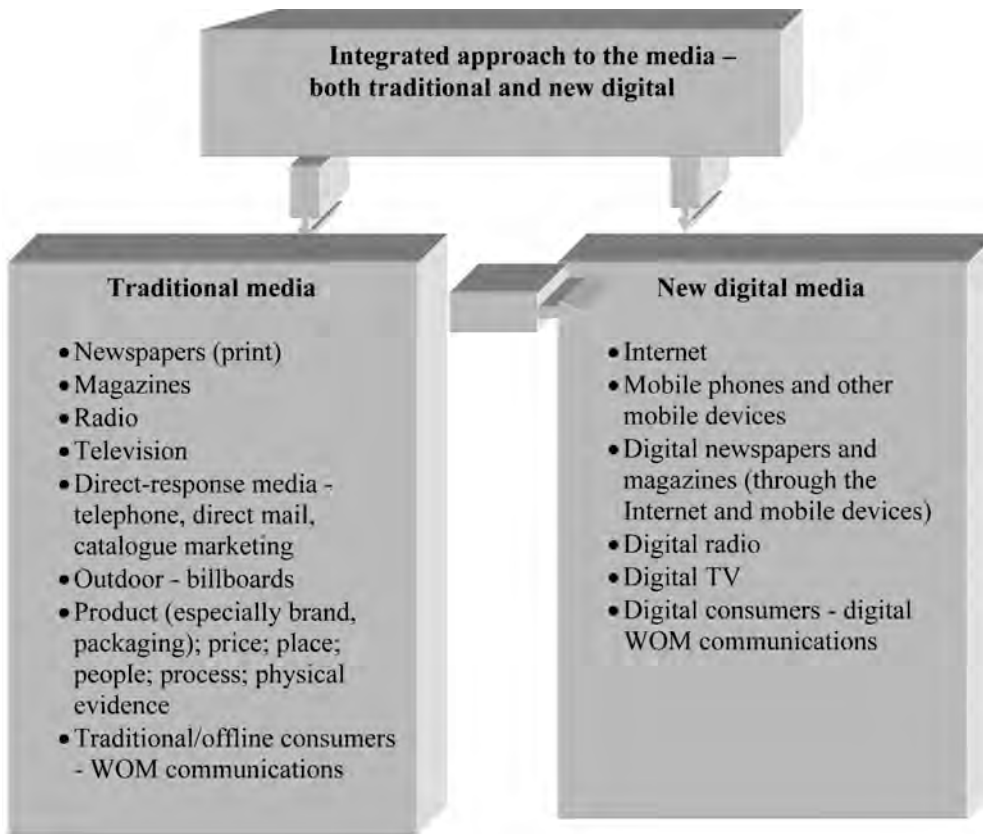 Integrated approach to the media –
both traditional and new digital
Traditional media
• Newspapers (print)
• Magazines
• Radio
• Television
• Direct-response media -
telephone, direct mail,
catalogue marketing
• Outdoor - billboards
• Product (especially brand,
packaging); price; place;
people; process; physical
evidence
• Traditional/offline consumers
- WOM communications
New digital media
• Internet
• Mobile phones and other
mobile devices
• Digital newspapers and
magazines (through the
Internet and mobile devices)
• Digital radio
• Digital TV
• Digital consumers - digital
WOM communications